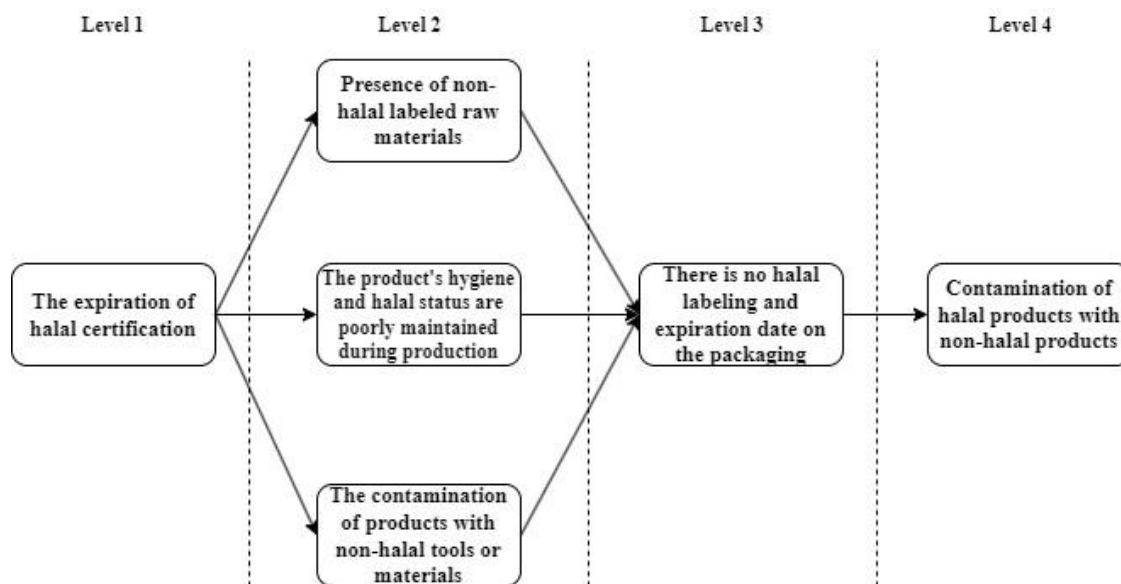 Level 1
Level 2
Level 3
Level 4
Presence of non-
halal labeled raw
materials
The expiration of
halal certification
The product's hygiene
and halal status are
poorly maintained
during production
There is no halal
labeling and
expiration date on
the packaging
Contamination of
halal products with
non-halal products
The contamination
of products with
non-halal tools or
materials